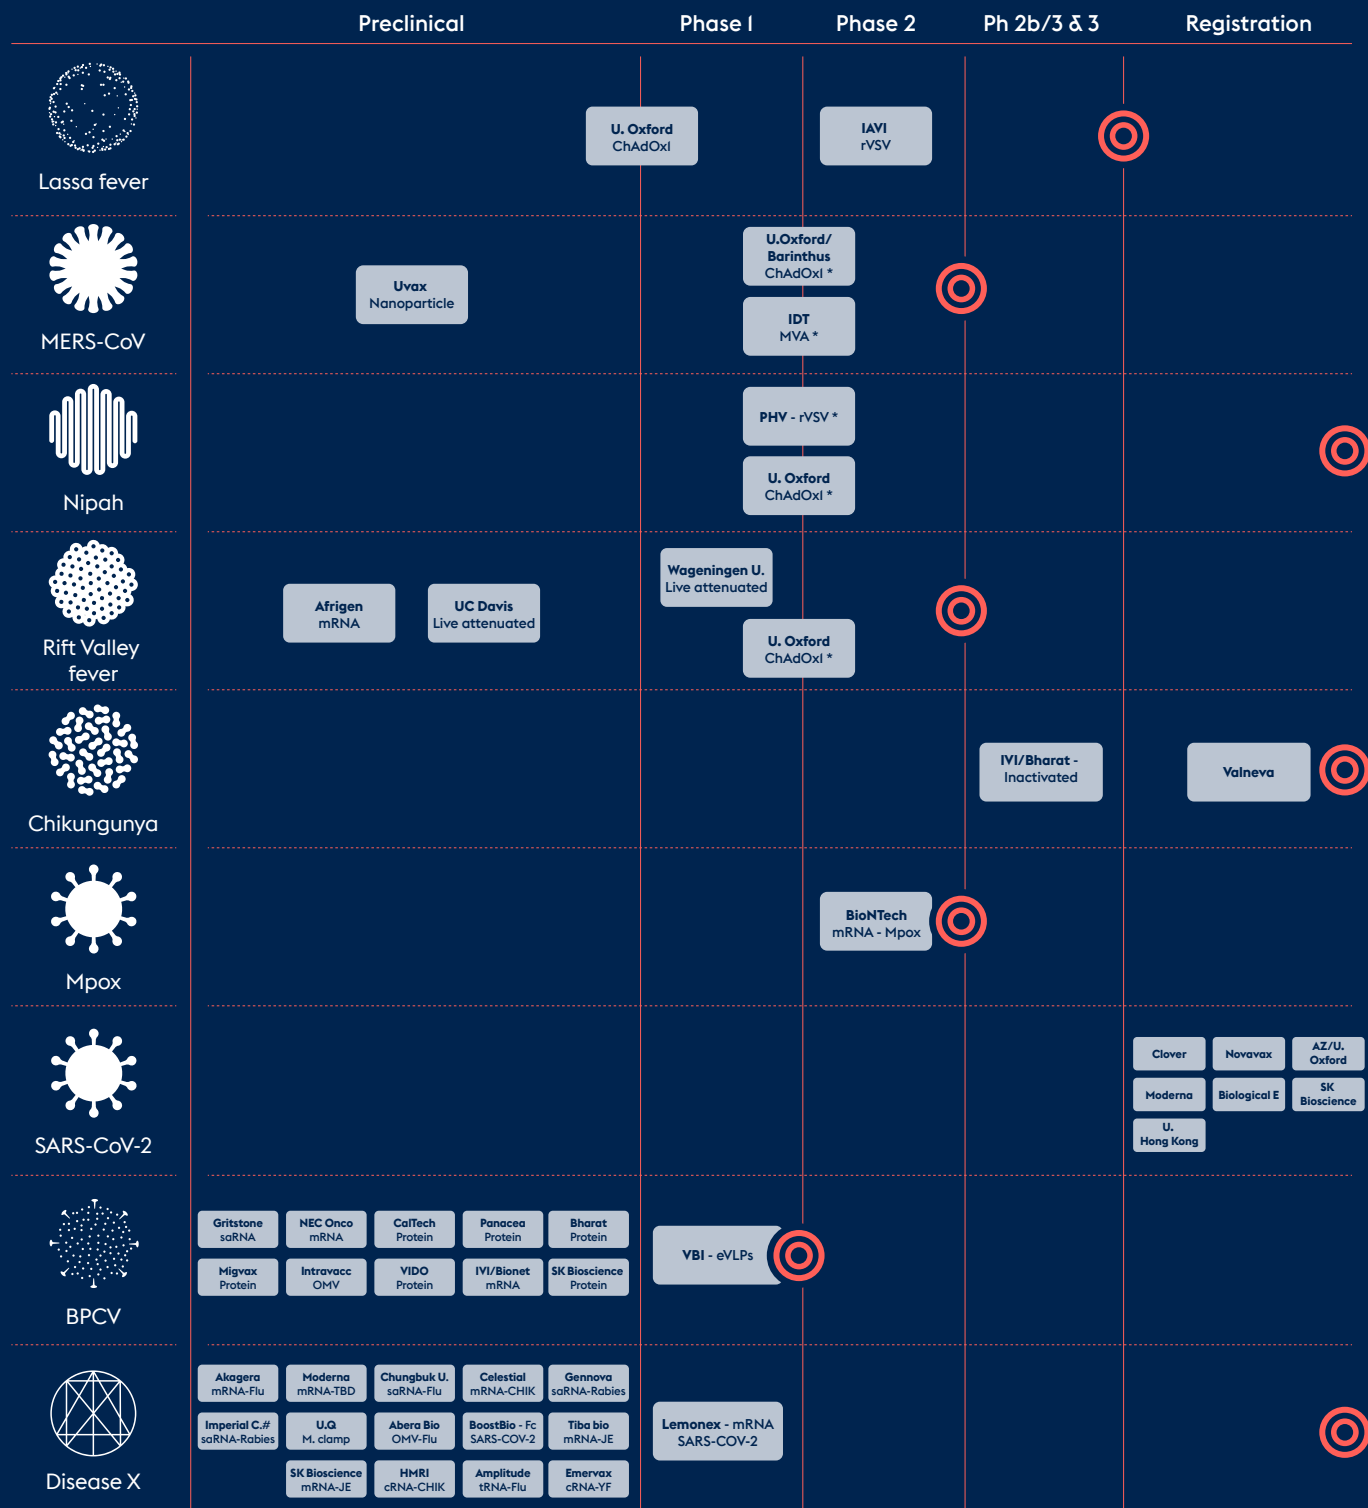 Preclinical
Phase 1
Phase 2
Ph 2b/3 & 3
Registration
Lassa fever
U. Oxford
ChAdOx1
IAVI
rVSV
MERS-CoV
Uvax
Nanoparticle
U.Oxford/
Barinthus
ChAdOx1 *
IDT
MVA *
Nipah
PHV - rVSV *
U. Oxford
ChAdOx1 *
Rift Valley
fever
Afrigen
mRNA
UC Davis
Live attenuated
Wageningen U.
Live attenuated
U. Oxford
ChAdOx1 *
Chikungunya
IVI/Bharat -
Inactivated
Valneva
Mpox
BioNTech
mRNA - Mpox
SARS-CoV-2
Clover
Novavax
AZ/U.
Oxford
Moderna
Biological E
SK
Bioscience
U.
Hong Kong
BPCV
Gritstone
saRNA
NEC Onco
mRNA
CalTech
Protein
Panacea
Protein
Bharat
Protein
Migvax
Protein
Intravacc
OMV
VIDO
Protein
IVI/Bionet
mRNA
SK Bioscience
Protein
VBI - eVLPs
Disease X
Akagera
mRNA-Flu
Moderna
mRNA-TBD
Chungbuk U.
saRNA-Flu
Celestial
mRNA-CHIK
Gennova
saRNA-Rabies
Imperial C.#
saRNA-Rabies
U.Q
M. clamp
Abera Bio
OMV-Flu
BoostBio - Fc
SARS-COV-2
Tiba bio
mRNA-JE
SK Bioscience
mRNA-JE
HMRI
cRNA-CHIK
Amplitude
tRNA-Flu
Emervax
cRNA-YF
Lemonex - mRNA
SARS-COV-2